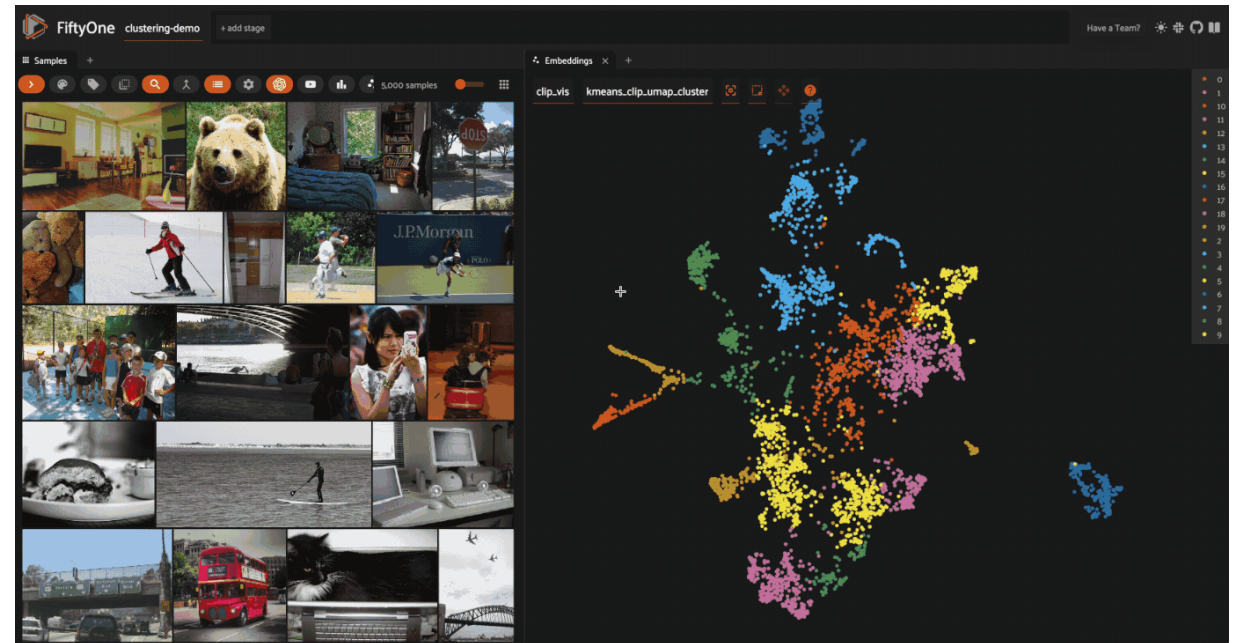 FiftyOne clustering-demo + add stage Have a Team?
Samples +
5,000 samples
Embeddings × +
clip_vis kmeans_clip_umap_cluster ?
0
1
10
11
12
13
14
15
16
17
18
19
2
3
4
5
6
7
8
9
STOP
J.P.Morgan
POLO